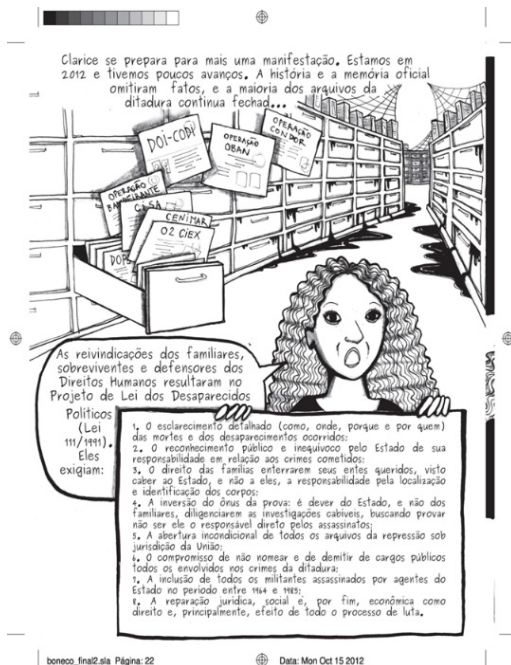 Clarice se prepara para mais uma manifestação. Estamos em
2012 e tivemos poucos avanços. A história e a memória oficial
omitiram fatos, e a maioria dos arquivos da
ditadura continua fechad...
DOI-CODI
OPERAÇÃO
OBAN
OPERAÇÃO
CONDOR
OPERAÇÃO
BANDEIRANTE
CISA
CENIMAR
02 CIEX
DOPS
As reivindicações dos familiares,
sobreviventes e defensores dos
Direitos Humanos resultaram no
Projeto de Lei dos Desaparecidos
Políticos
(Lei
111/1991).
Eles
exigiam:
1. O esclarecimento detalhado (como, onde, porque e por quem)
das mortes e dos desaparecimentos ocorridos;
2. O reconhecimento público e inequívoco pelo Estado de sua
responsabilidade em relação aos crimes cometidos;
3. O direito das famílias enterrarem seus entes queridos, visto
caber ao Estado, e não a eles, a responsabilidade pela localização
e identificação dos corpos;
4. A inversão do ônus da prova: é dever do Estado, e não dos
familiares, diligenciarem as investigações cabíveis, buscando provar
não ser ele o responsável direto pelos assassinatos;
5. A abertura incondicional de todos os arquivos da repressão sob
jurisdição da União;
6. O compromisso de não nomear e de demitir de cargos públicos
todos os envolvidos nos crimes da ditadura;
7. A inclusão de todos os militantes assassinados por agentes do
Estado no período entre 1964 e 1985;
8. A reparação jurídica, social e, por fim, econômica como
direito e, principalmente, efeito de todo o processo de luta.
boneco_final2.sla Página: 22
Data: Mon Oct 15 2012